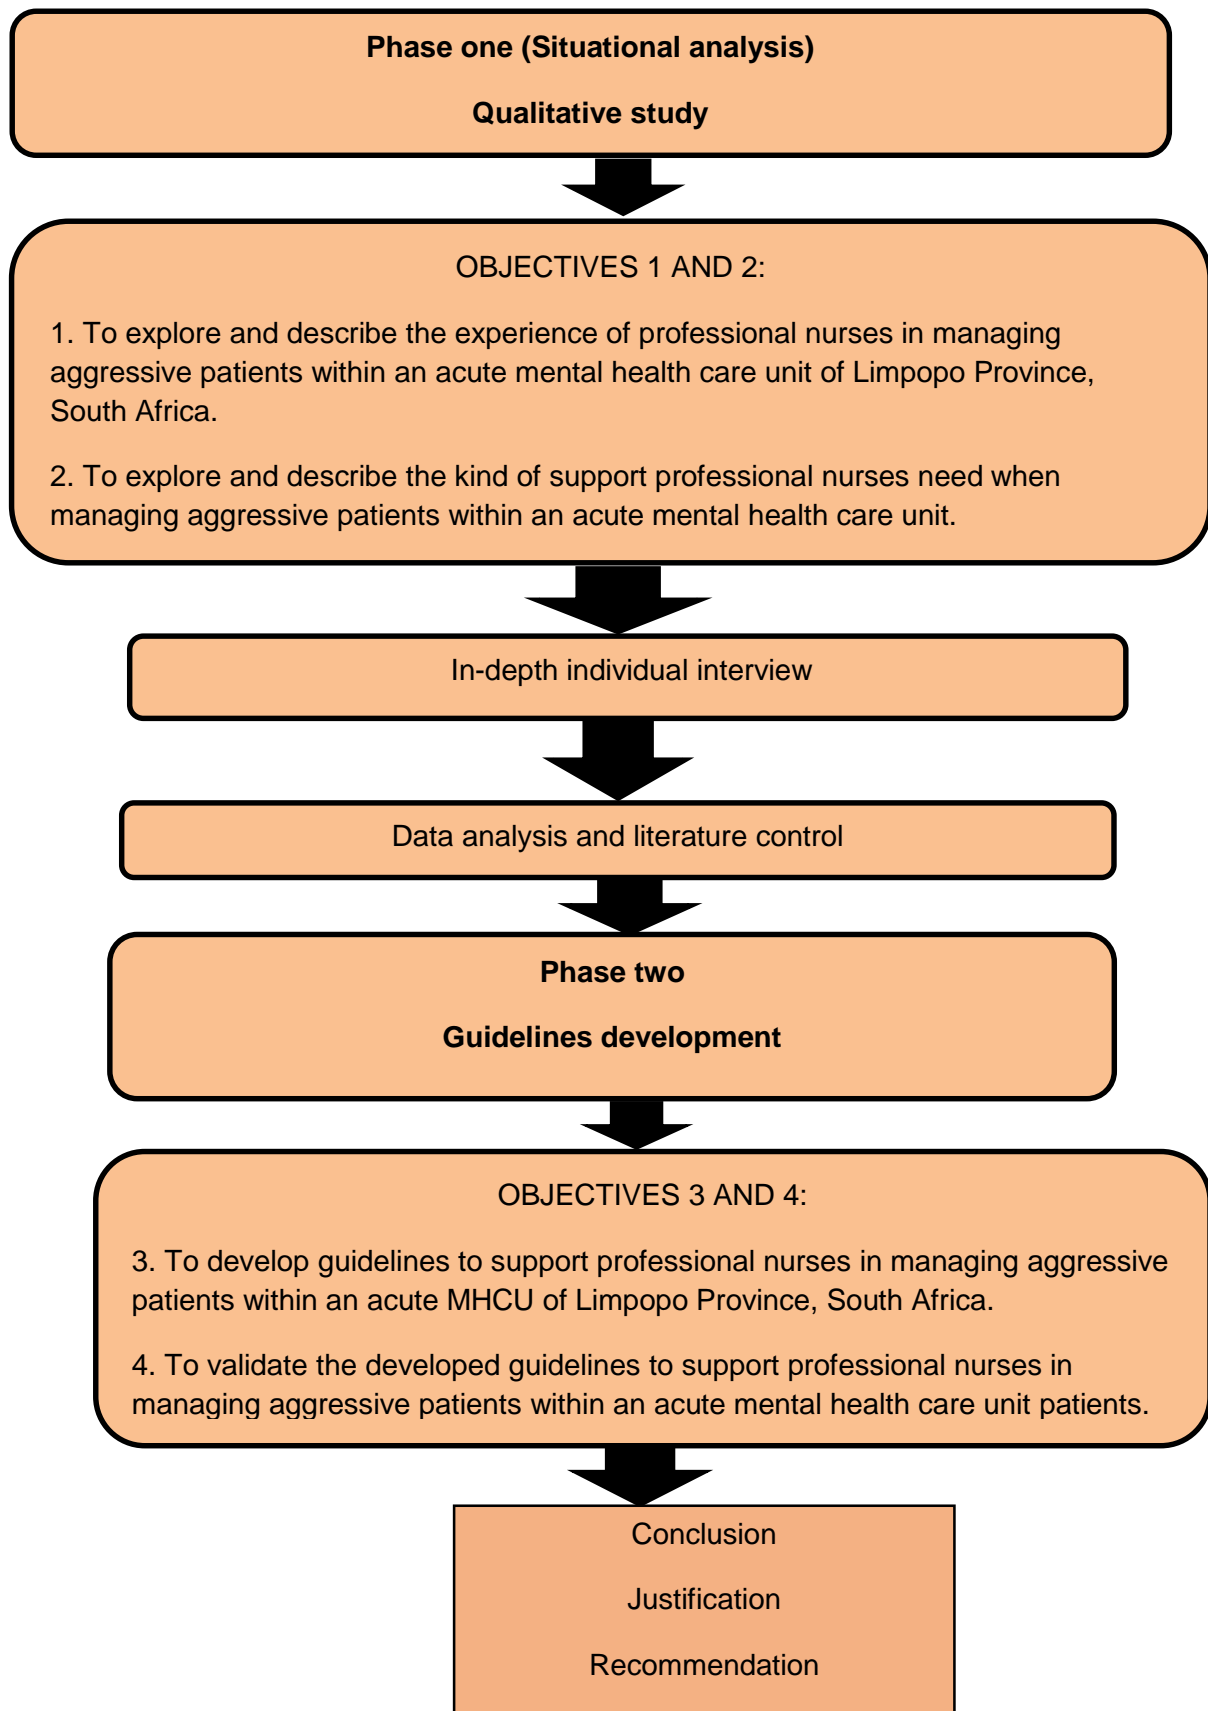 Phase one (Situational analysis)
Qualitative study
OBJECTIVES 1 AND 2:
1. To explore and describe the experience of professional nurses in managing
aggressive patients within an acute mental health care unit of Limpopo Province,
South Africa.
2. To explore and describe the kind of support professional nurses need when
managing aggressive patients within an acute mental health care unit.
In-depth individual interview
Data analysis and literature control
Phase two
Guidelines development
OBJECTIVES 3 AND 4:
3. To develop guidelines to support professional nurses in managing aggressive
patients within an acute MHCU of Limpopo Province, South Africa.
4. To validate the developed guidelines to support professional nurses in
managing aggressive patients within an acute mental health care unit patients.
Conclusion
Justification
Recommendation